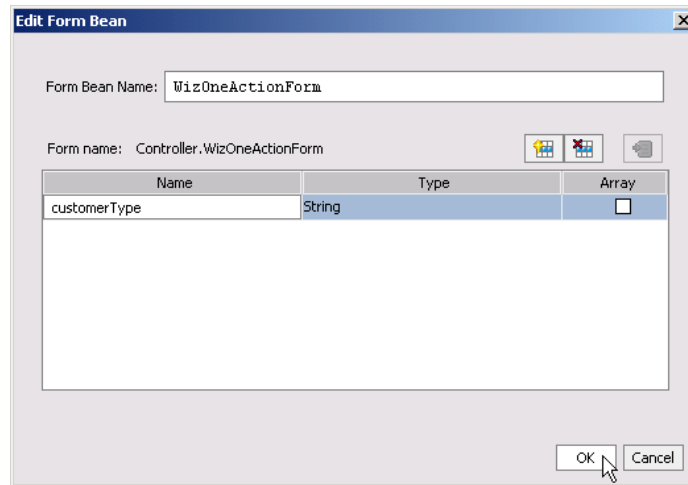 Edit Form Bean
Form Bean Name: WizOneActionForm
Form name: Controller.WizOneActionForm
Name Type Array
customerType String
OK Cancel